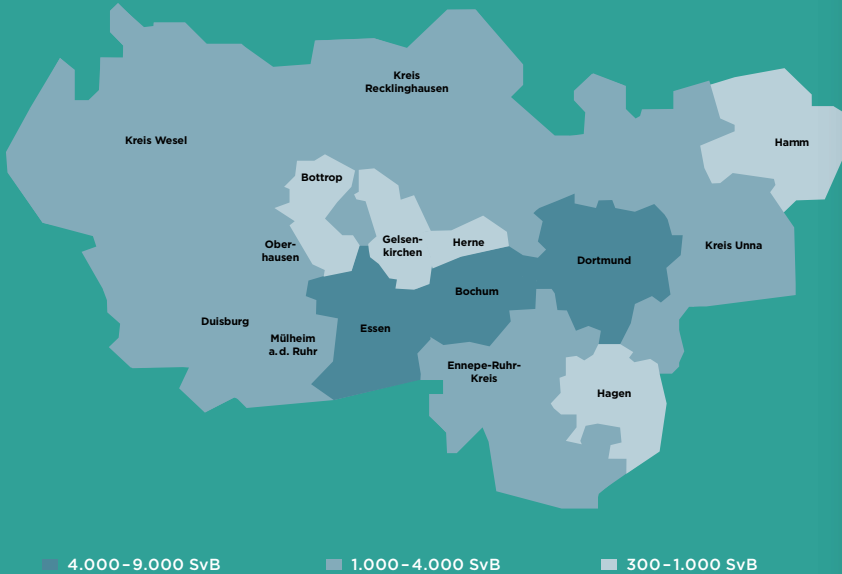 Kreis
Recklinghausen
Kreis Wesel
Hamm
Bottrop
Gelsen-
kirchen
Herne
Ober-
hausen
Kreis Unna
Dortmund
Bochum
Duisburg
Essen
Mülheim
a. d. Ruhr
Ennepe-Ruhr-
Kreis
Hagen
4.000–9.000 SvB
1.000–4.000 SvB
300–1.000 SvB